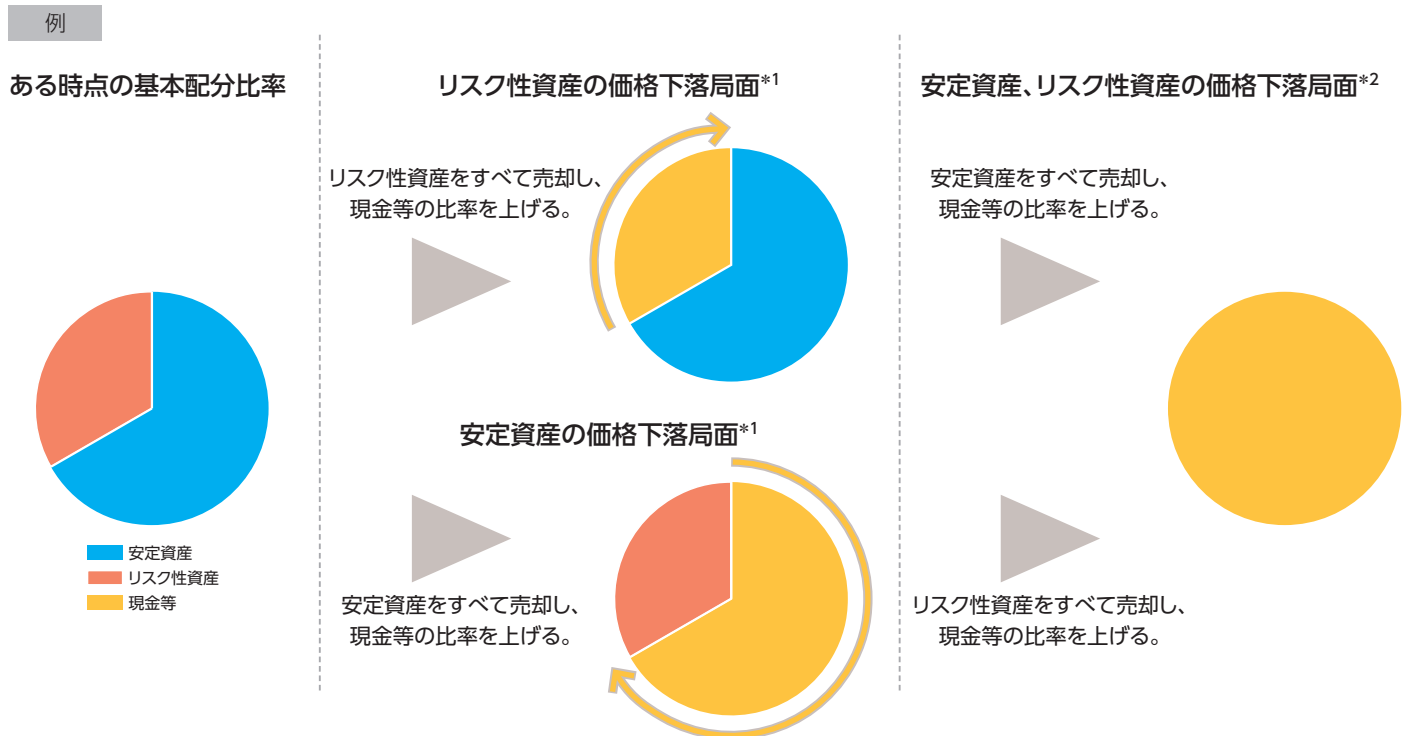 例
ある時点の基本配分比率
安定資産
リスク性資産
現金等
リスク性資産の価格下落局面*1
リスク性資産をすべて売却し、
現金等の比率を上げる。
安定資産の価格下落局面*1
安定資産をすべて売却し、
現金等の比率を上げる。
安定資産、リスク性資産の価格下落局面*2
安定資産をすべて売却し、
現金等の比率を上げる。
リスク性資産をすべて売却し、
現金等の比率を上げる。